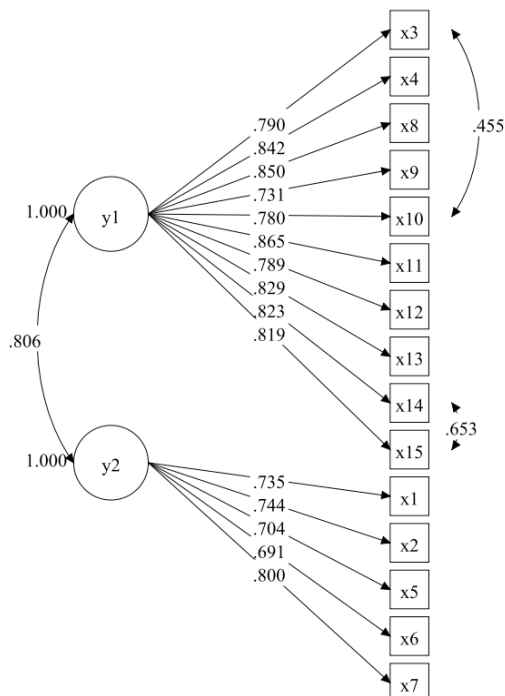 x3
x4
x8
x9
x10
x11
x12
x13
x14
x15
x1
x2
x5
x6
x7
.790
.842
.850
.731
.780
.865
.789
.829
.823
.819
.735
.744
.704
.691
.800
1.000
y1
.806
1.000
y2
.455
.653